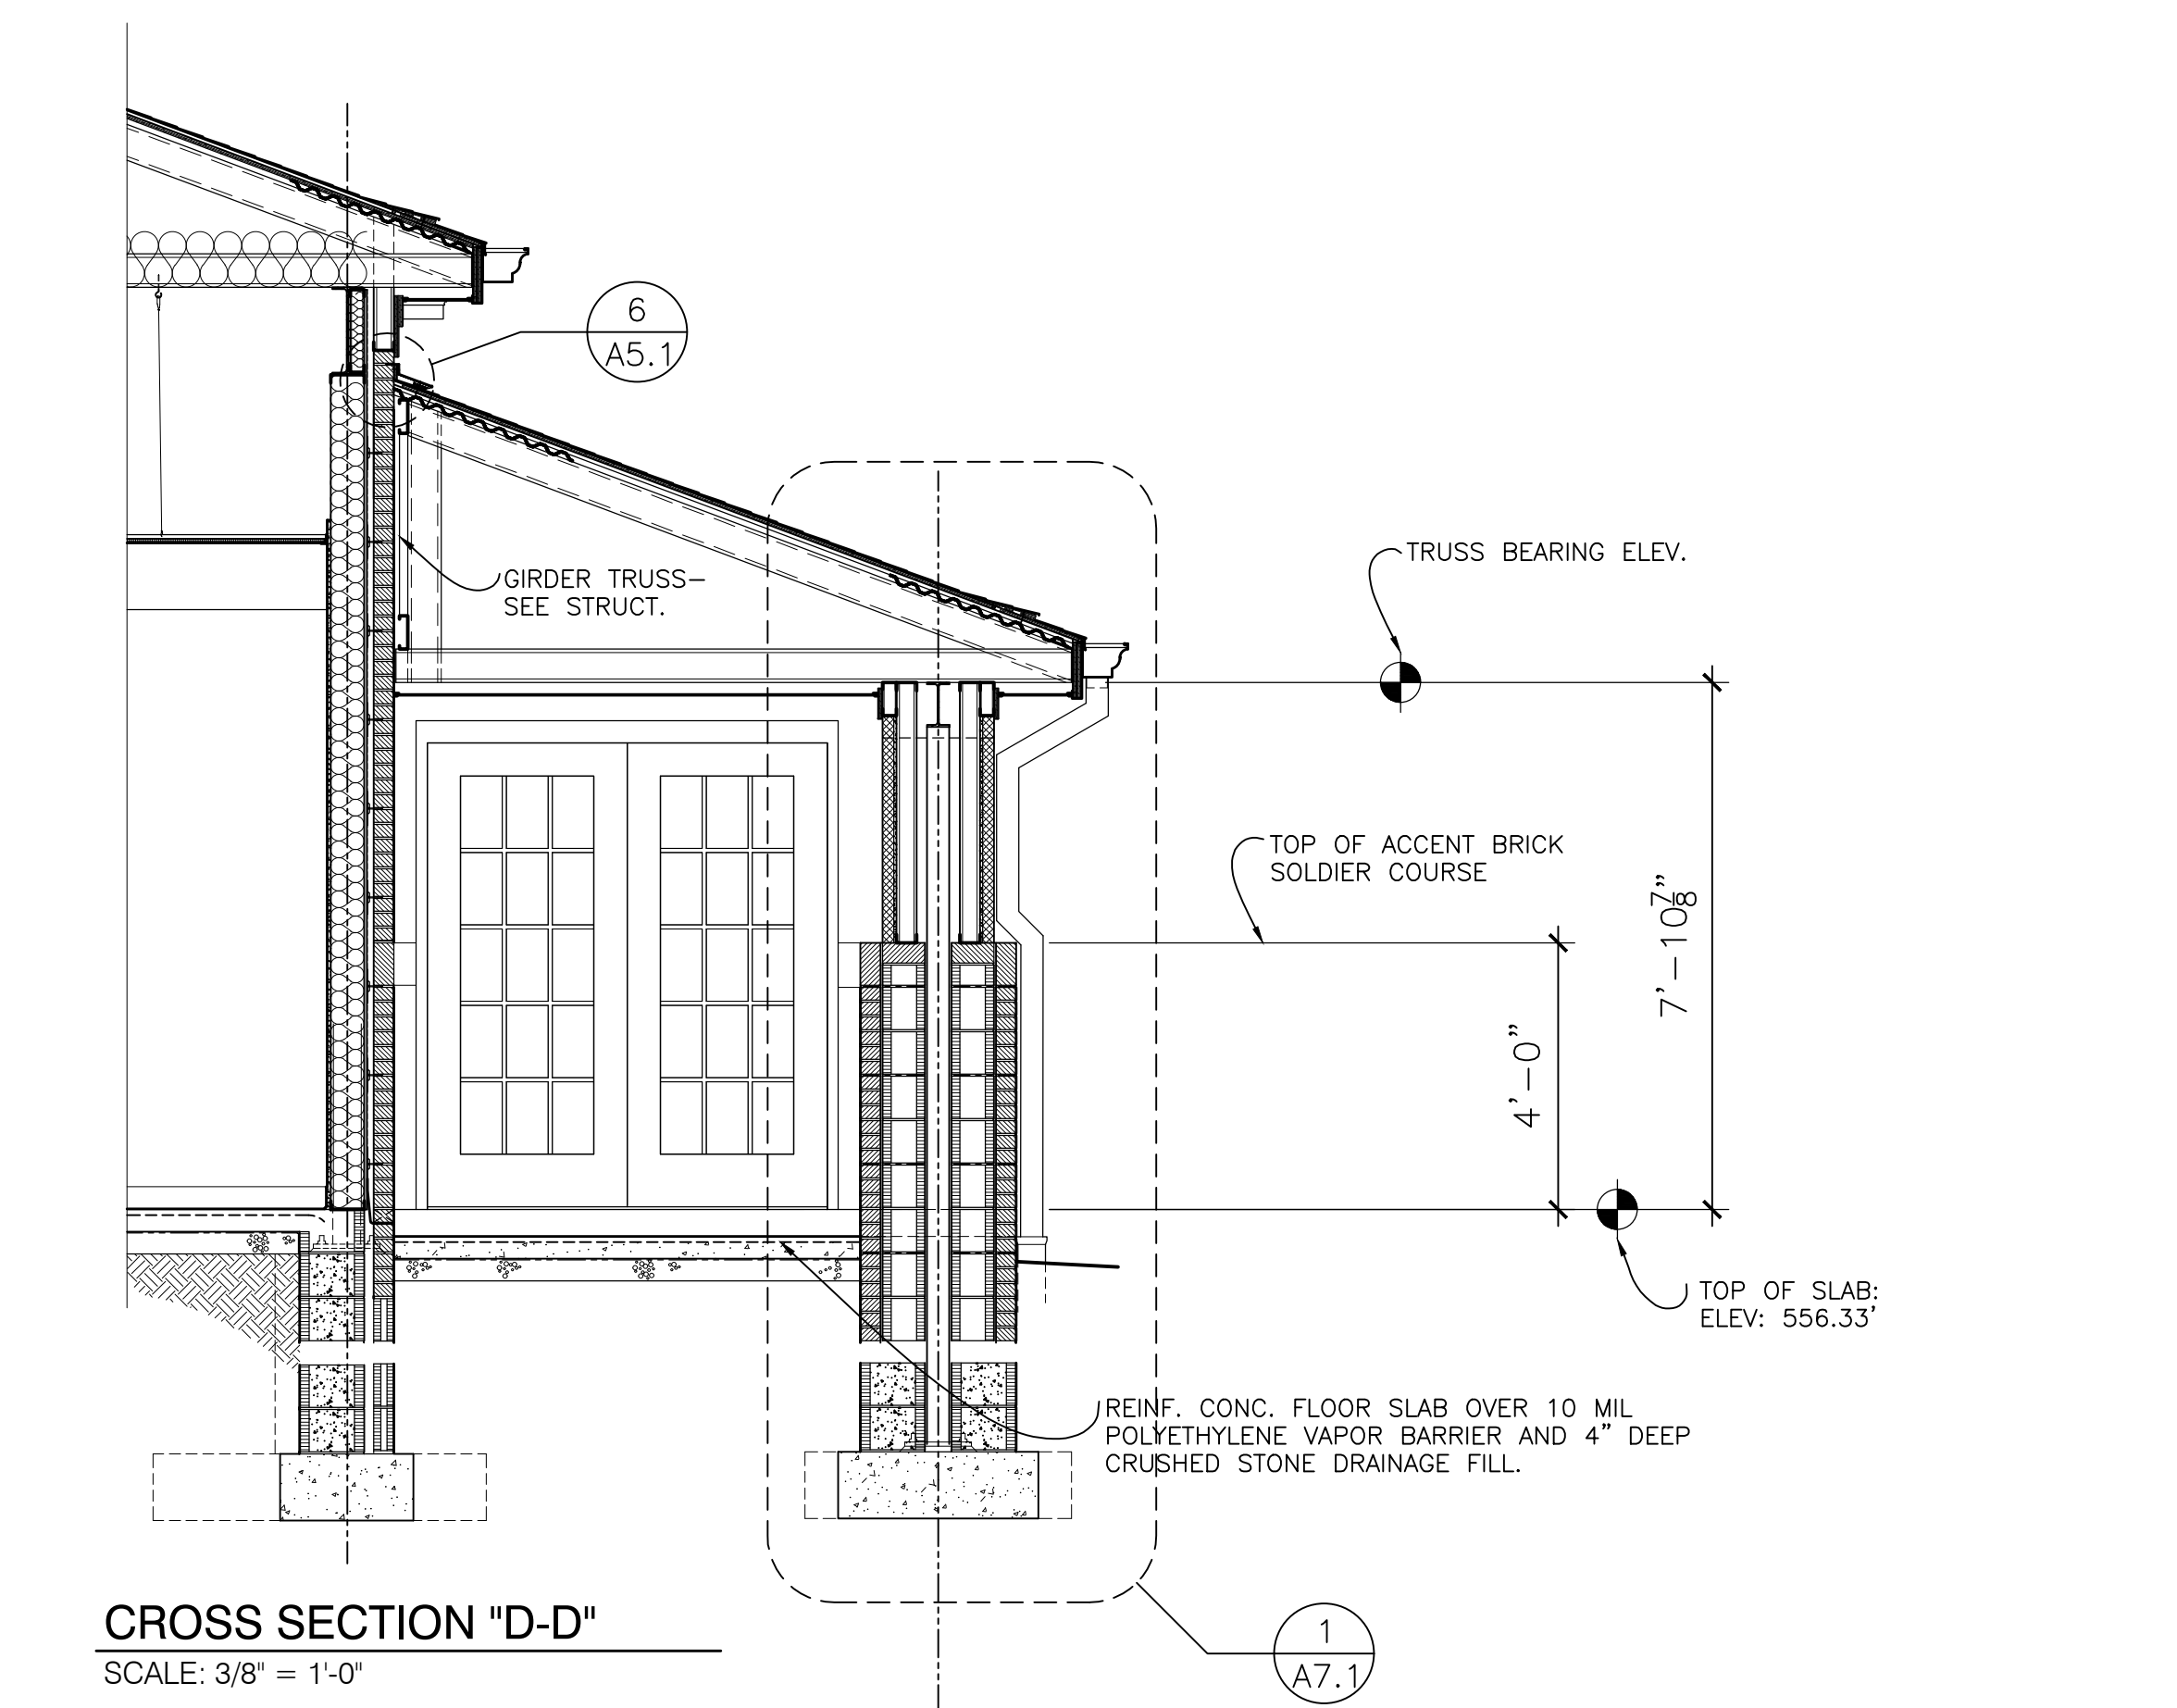 6
A5.1
TRUSS BEARING ELEV.
GIRDER TRUSS-
SEE STRUCT.
TOP OF ACCENT BRICK
SOLDIER COURSE
7'-10 7/8"
4'-0"
TOP OF SLAB:
ELEV: 556.33'
REINF. CONC. FLOOR SLAB OVER 10 MIL
POLYETHYLENE VAPOR BARRIER AND 4" DEEP
CRUSHED STONE DRAINAGE FILL.
CROSS SECTION "D-D"
SCALE: 3/8" = 1'-0"
1
A7.1